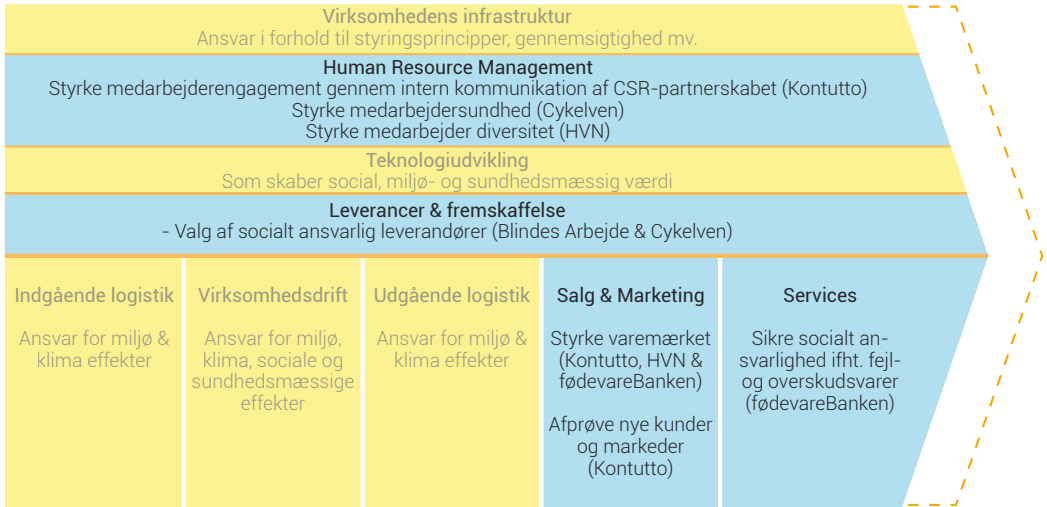 Virksomhedens infrastruktur
Ansvar i forhold til styringsprincipper, gennemsigtighed mv.
Human Resource Management
Styrke medarbejderengagement gennem intern kommunikation af CSR-partnerskabet (Kontutto)
Styrke medarbejdersundhed (Cykelven)
Styrke medarbejder diversitet (HVN)
Teknologiudvikling
Som skaber social, miljø- og sundhedsmæssig værdi
Leverancer & fremskaffelse
- Valg af socialt ansvarlig leverandører (Blindes Arbejde & Cykelven)
Indgående logistik
Ansvar for miljø &
klima effekter
Virksomhedsdrift
Ansvar for miljø,
klima, sociale og
sundhedsmæssige
effekter
Udgående logistik
Ansvar for miljø &
klima effekter
Salg & Marketing
Styrke varemærket
(Kontutto, HVN &
fødevareBanken)
Afprøve nye kunder
og markeder
(Kontutto)
Services
Sikre socialt an-
svarlighed ifht. fejl-
og overskudsvarer
(fødevareBanken)